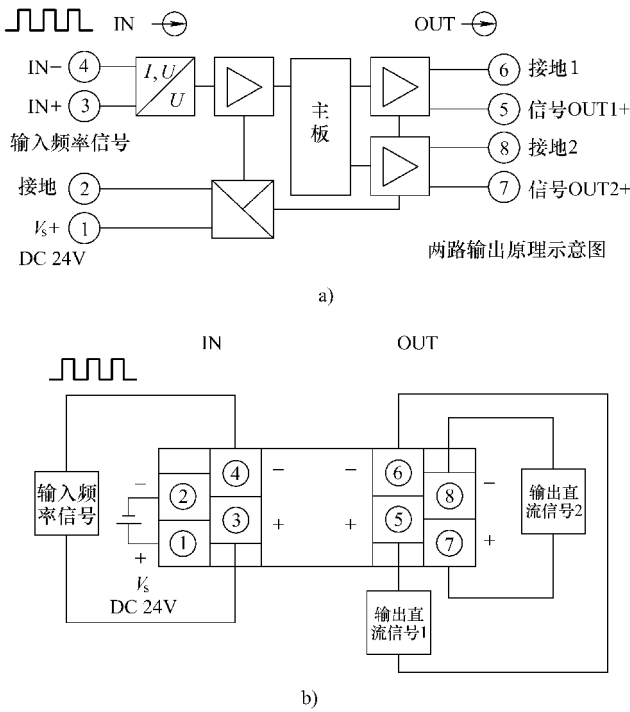 IN
OUT
IN-
④
I,U
U
⑥
接地1
IN+
③
主板
⑤
信号OUT1+
输入频率信号
⑧
接地2
接地
②
⑦
信号OUT2+
Vs+
①
DC 24V
两路输出原理示意图
a)
IN
OUT
④
-
-
⑥
-
输入频
率信号
-
②
③
+
+
⑤
⑧
-
输出直
流信号2
①
⑦
+
+
Vs
DC 24V
输出直
流信号1
b)